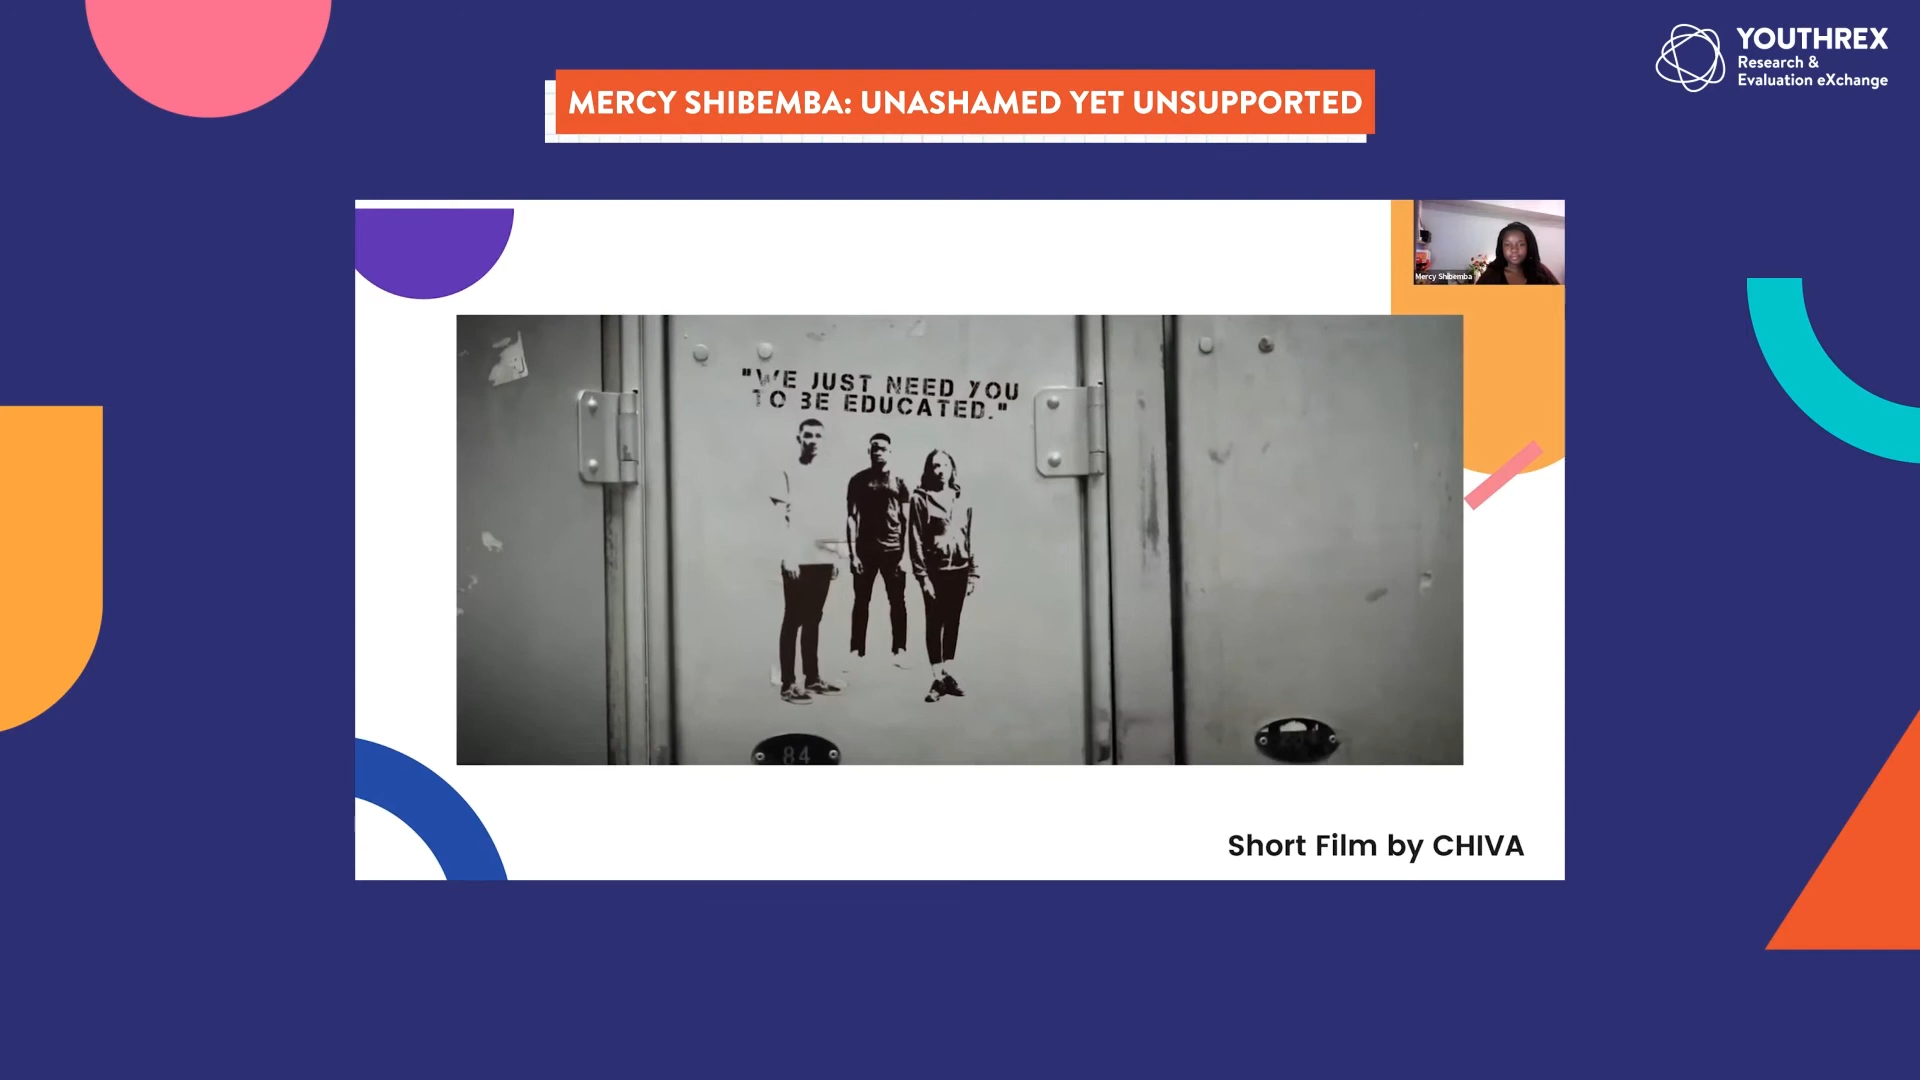 YOUTHREX
Research &
Evaluation eXchange
MERCY SHIBEMBA: UNASHAMED YET UNSUPPORTED
Mercy Shibemba
"WE JUST NEED YOU
TO BE EDUCATED."
84
Short Film by CHIVA